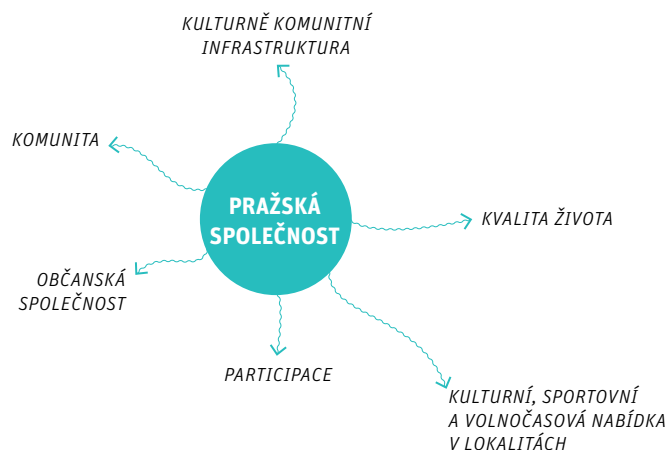 KULTURNĚ KOMUNITNÍ
INFRASTRUKTURA
KOMUNITA
PRAŽSKÁ
SPOLEČNOST
KVALITA ŽIVOTA
OBČANSKÁ
SPOLEČNOST
PARTICIPACE
KULTURNÍ, SPORTOVNÍ
A VOLNOČASOVÁ NABÍDKA
V LOKALITÁCH